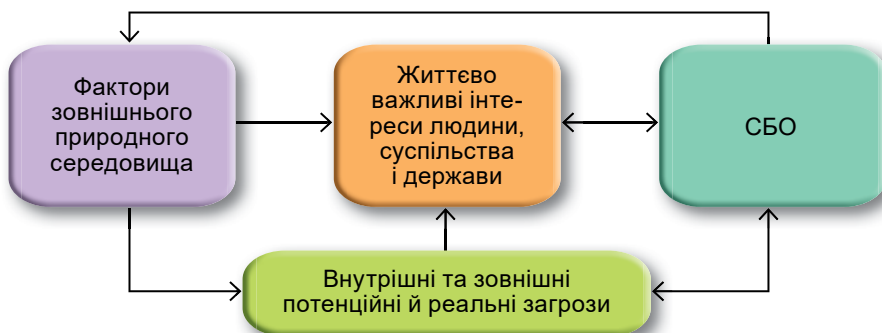 Фактори
зовнішнього
природного
середовища
Життєво
важливі інте-
реси людини,
суспільства
і держави
СБО
Внутрішні та зовнішні
потенційні й реальні загрози